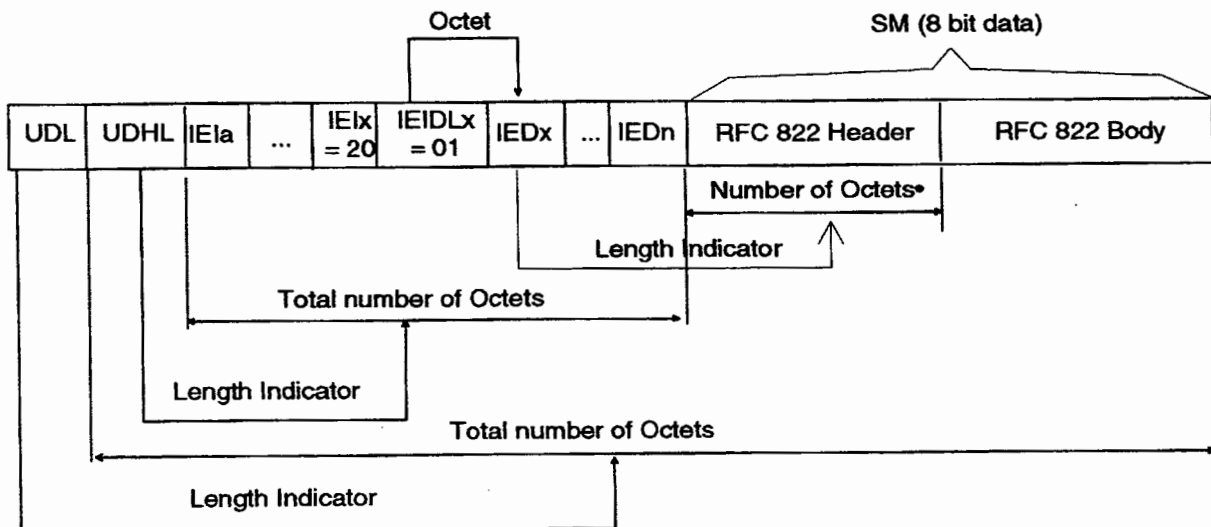 Octet
SM (8 bit data)
UDL UDHL IEIa ... IEIx = 20 IEIDLx = 01 IEDx ... IEDn RFC 822 Header RFC 822 Body
Number of Octets•
Length Indicator
Total number of Octets
Length Indicator
Total number of Octets
Length Indicator